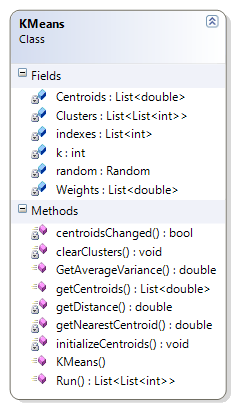 KMeans
Class
Fields
Centroids : List<double>
Clusters : List<List<int>>
indexes : List<int>
k : int
random : Random
Weights : List<double>
Methods
centroidsChanged() : bool
clearClusters() : void
GetAverageVariance() : double
getCentroids() : List<double>
getDistance() : double
getNearestCentroid() : double
initializeCentroids() : void
KMeans()
Run() : List<List<int>>